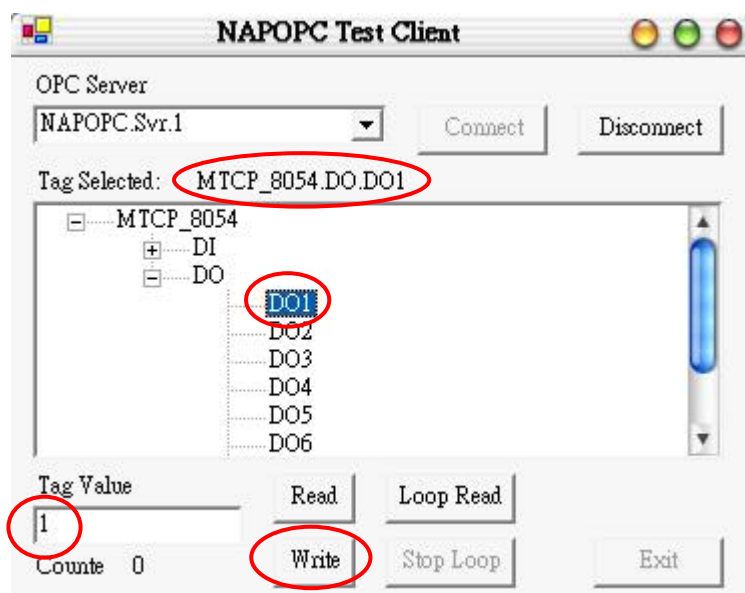 NAPOPC Test Client
OPC Server
NAPOPC.Svr.1 Connect Disconnect
Tag Selected: MTCP_8054.DO.DO1
MTCP_8054
DI
DO
DO1
DO2
DO3
DO4
DO5
DO6
Tag Value
Read Loop Read
1
Counte 0 Write Stop Loop Exit